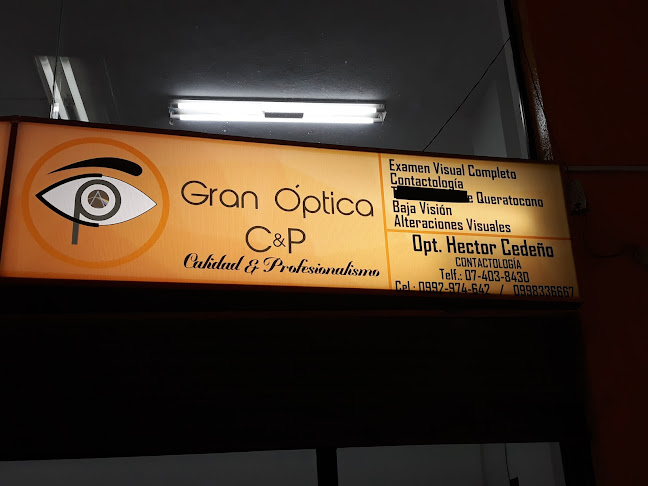 Gran Óptica
C&P
Calidad & Profesionalismo
Examen Visual Completo
Contactología
Queratocono
Baja Visión
Alteraciones Visuales
Opt. Hector Cedeño
CONTACTOLOGÍA
Telf.: 07-403-8430
Cel.: 0992-974-642 / 0998336667